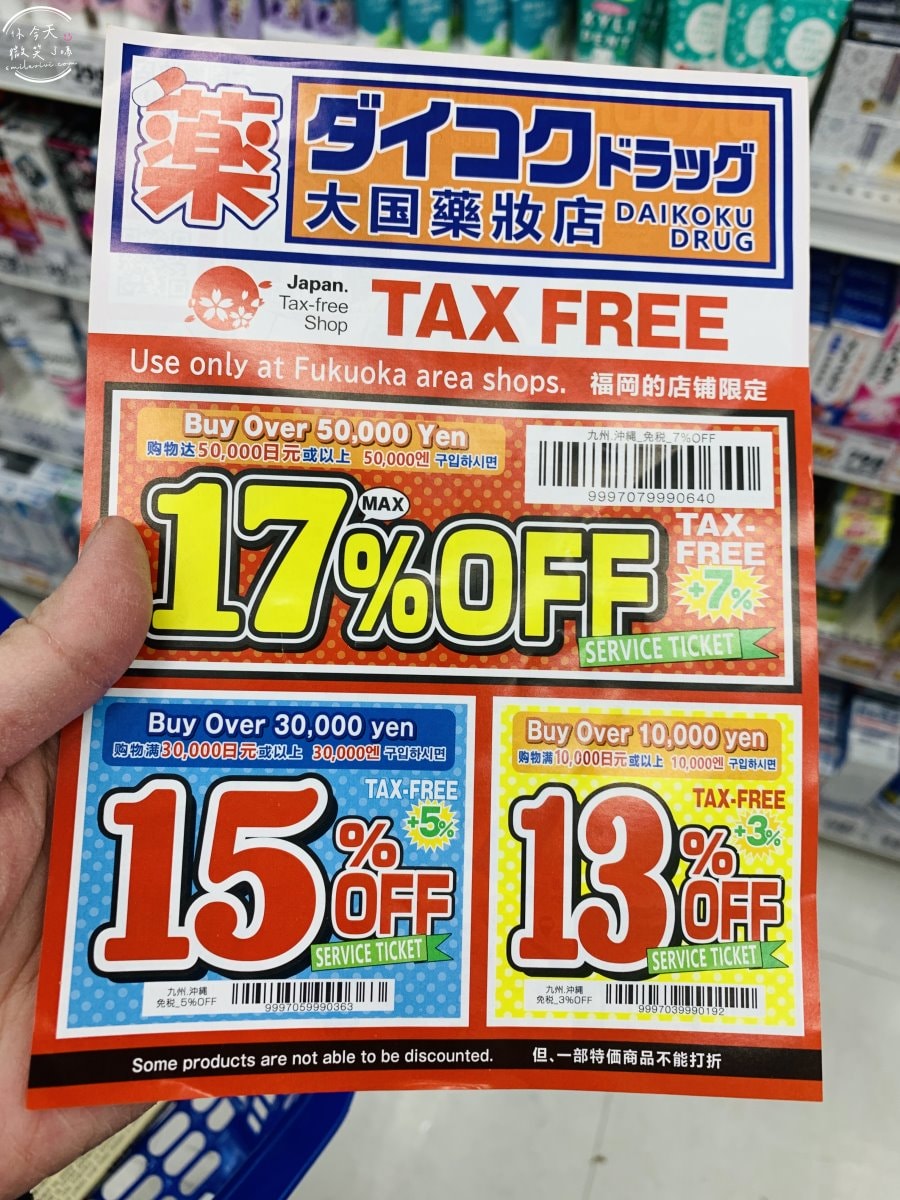 你今天
微笑了嗎
smilerivi.com
薬
ダイコクドラッグ
大国藥妝店
DAIKOKU
DRUG
Japan.
Tax-free
Shop
TAX FREE
Use only at Fukuoka area shops. 福岡的店铺限定
Buy Over 50,000 Yen
购物达50,000日元或以上 50,000엔 구입하시면
九州.沖縄_免税_7%OFF
9997079990640
MAX
17%OFF
TAX-
FREE
+7%
SERVICE TICKET
Buy Over 30,000 yen
购物满30,000日元或以上 30,000엔 구입하시면
TAX-FREE
+5%
15%OFF
SERVICE TICKET
九州.沖縄
免税_5%OFF
9997059990363
Buy Over 10,000 yen
购物满10,000日元或以上 10,000엔 구입하시면
TAX-FREE
+3%
13%OFF
SERVICE TICKET
九州.沖縄
免税_3%OFF
9997039990192
Some products are not able to be discounted. 但、一部特価商品不能打折